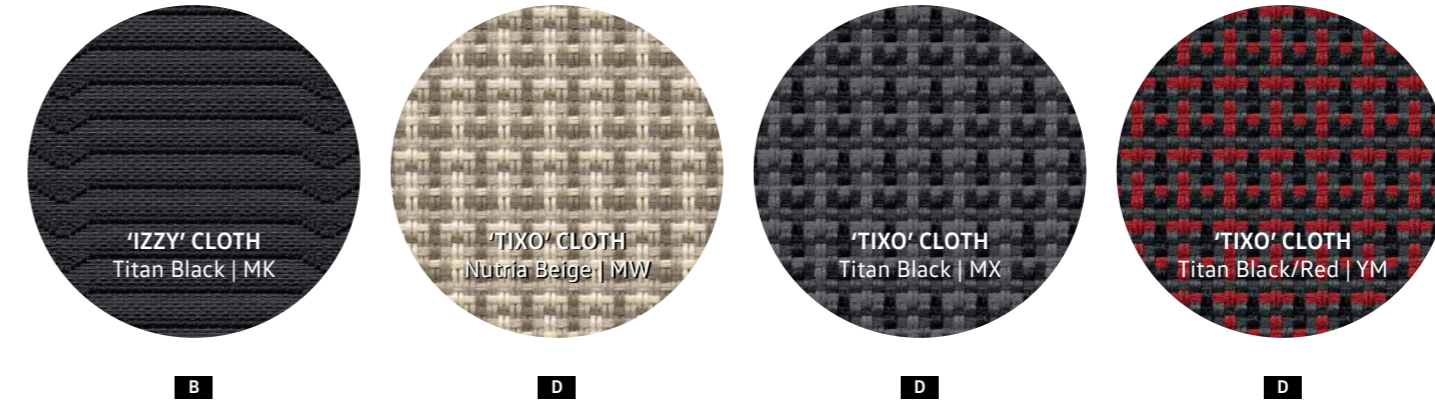 ‘IZZY’ CLOTH
Titan Black | MK
‘TIXO’ CLOTH
Nutria Beige | MW
‘TIXO’ CLOTH
Titan Black | MX
‘TIXO’ CLOTH
Titan Black/Red | YM
B
D
D
D